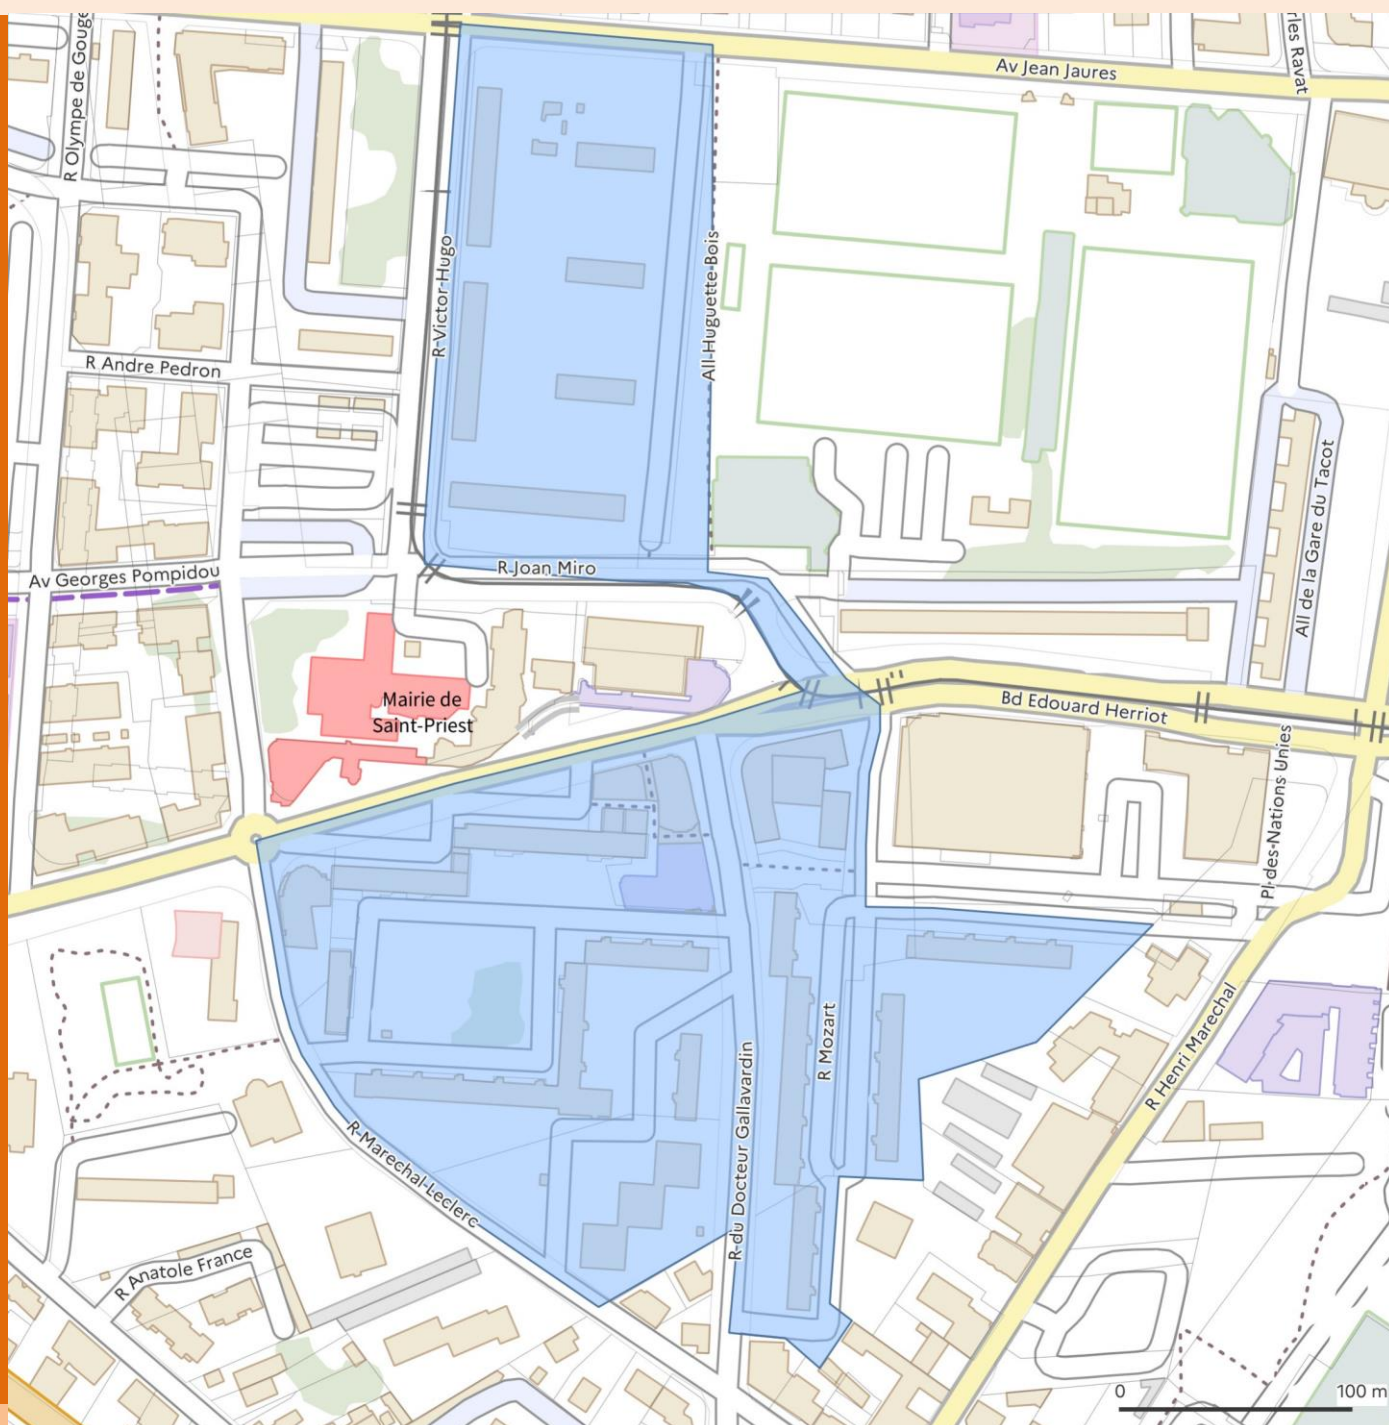 R Olympe de Gouge
rles Ravat
Av Jean Jaures
R Victor Hugo
All Huguette Bois
R Andre Pedron
All de la Gare du Tacot
R Joan Miro
Av Georges Pompidou
Mairie de
Saint-Priest
Bd Edouard Herriot
Pl des Nations Unies
R Mozart
R Henri Marechal
R du Docteur Gallavardin
R Marechal Leclerc
R Anatole France
0 100 m